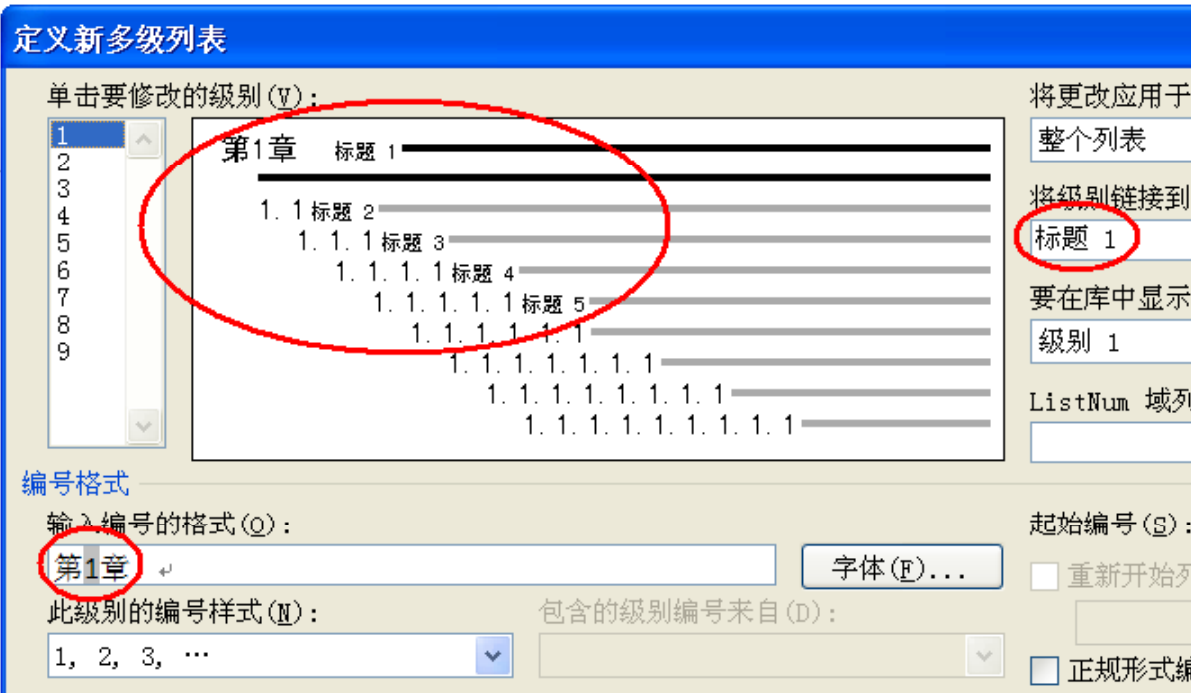 定义新多级列表
单击要修改的级别(V):
将更改应用于
1
2
3
4
5
6
7
8
9
第1章 标题 1
1. 1标题 2
1. 1. 1标题 3
1. 1. 1. 1标题 4
1. 1. 1. 1. 1标题 5
1. 1. 1. 1. 1. 1
1. 1. 1. 1. 1. 1. 1
1. 1. 1. 1. 1. 1. 1. 1
1. 1. 1. 1. 1. 1. 1. 1. 1
整个列表
将级别链接到
标题 1
要在库中显示
级别 1
ListNum 域列
编号格式
输入编号的格式(O):
起始编号(S):
第1章 ↵
字体(F)...
重新开始列
此级别的编号样式(N):
包含的级别编号来自(D):
1, 2, 3, …
正规形式编